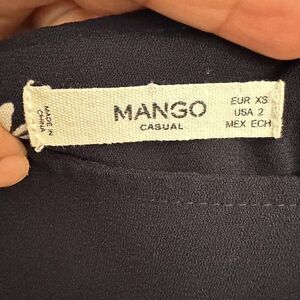 MADE IN
CHINA
MANGO
CASUAL
EUR XS
USA 2
MEX ECH